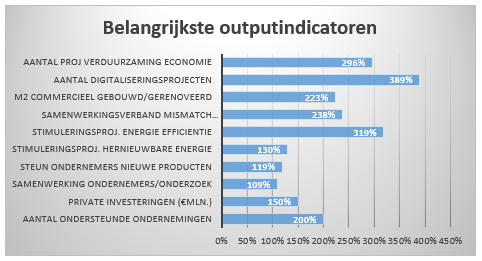 Belangrijkste outputindicatoren
AANTAL PROJ VERDUURZAMING ECONOMIE 296%
AANTAL DIGITALISERINGSPROJECTEN 389%
M2 COMMERCIEEL GEBOUWD/GERENOVEERD 223%
SAMENWERKINGSVERBAND MISMATCH... 238%
STIMULERINGSPROJ. ENERGIE EFFICIENTIE 319%
STIMULERINGSPROJ. HERNIEUWBARE ENERGIE 130%
STEUN ONDERNEMERS NIEUWE PRODUCTEN 119%
SAMENWERKING ONDERNEMERS/ONDERZOEK 109%
PRIVATE INVESTERINGEN (€MLN.) 150%
AANTAL ONDERSTEUNDE ONDERNEMINGEN 200%
0% 50% 100% 150% 200% 250% 300% 350% 400% 450%